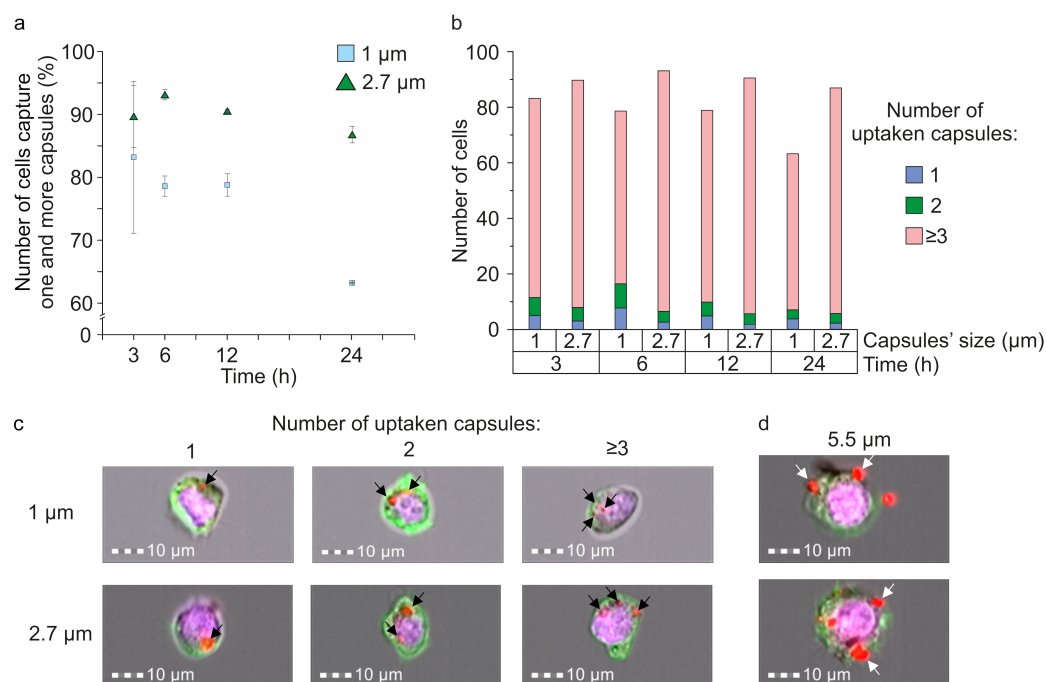 a
Number of cells capture
one and more capsules (%)
100
90
80
70
60
0
3 6 12 24
Time (h)
1 µm
2.7 µm
b
Number of cells
100
80
60
40
20
0
1 2.7 1 2.7 1 2.7 1 2.7 Capsules' size (µm)
3 6 12 24 Time (h)
Number of
uptaken capsules:
1
2
≥3
c
Number of uptaken capsules:
1 2 ≥3
1 µm
10 µm 10 µm 10 µm
2.7 µm
10 µm 10 µm 10 µm
d
5.5 µm
10 µm
10 µm